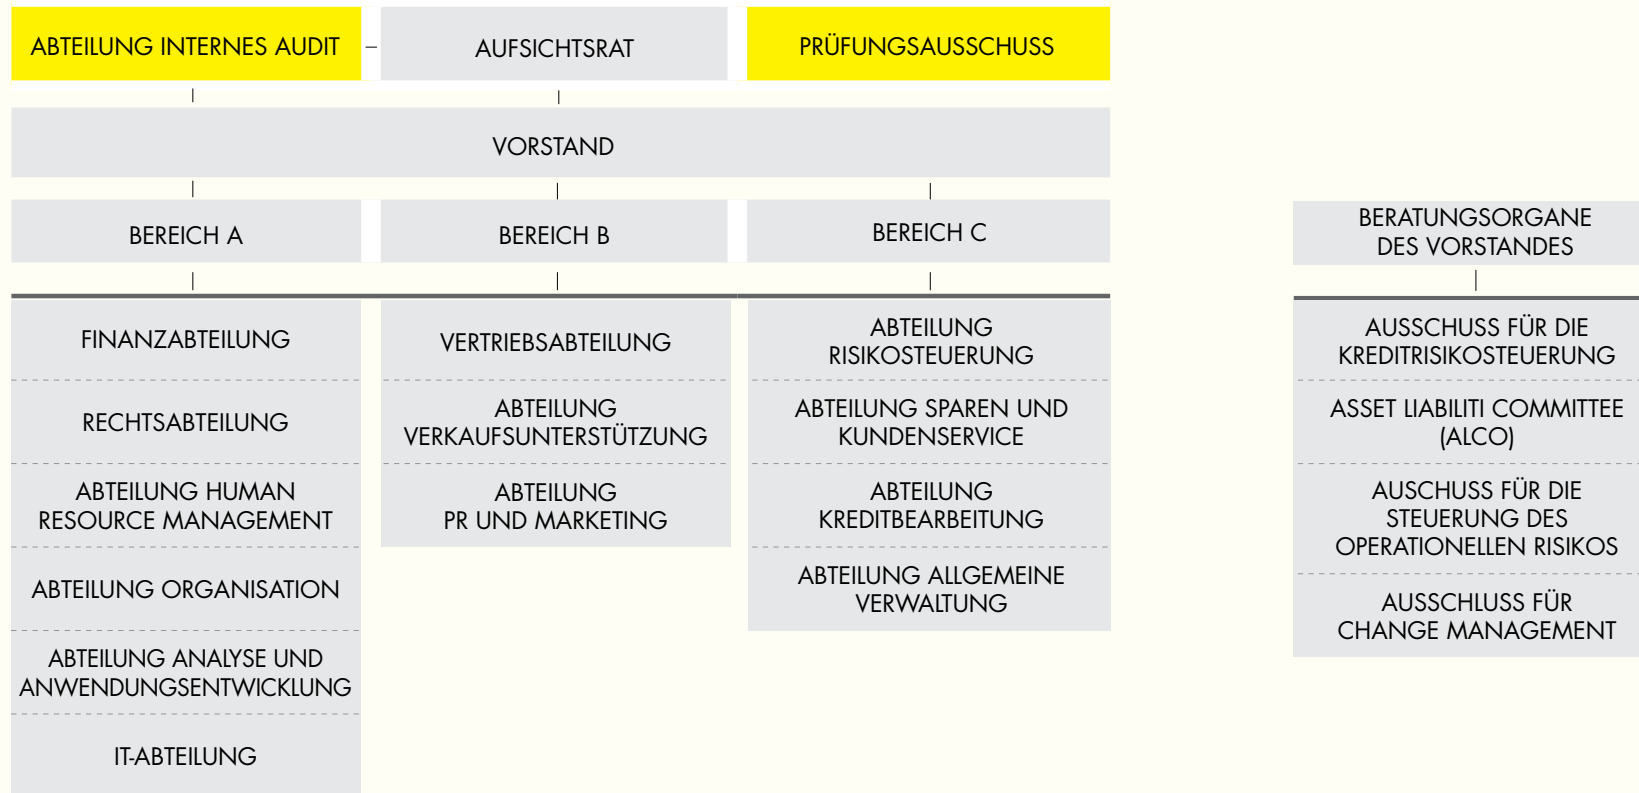 ABTEILUNG INTERNES AUDIT
AUFSICHTSRAT
PRÜFUNGSAUSSCHUSS
VORSTAND
BEREICH A
BEREICH B
BEREICH C
FINANZABTEILUNG
RECHTSABTEILUNG
ABTEILUNG HUMAN
RESOURCE MANAGEMENT
ABTEILUNG ORGANISATION
ABTEILUNG ANALYSE UND
ANWENDUNGSENTWICKLUNG
IT-ABTEILUNG
VERTRIEBSABTEILUNG
ABTEILUNG
VERKAUFSUNTERSTÜTZUNG
ABTEILUNG
PR UND MARKETING
ABTEILUNG
RISIKOSTEUERUNG
ABTEILUNG SPAREN UND
KUNDENSERVICE
ABTEILUNG
KREDITBEARBEITUNG
ABTEILUNG ALLGEMEINE
VERWALTUNG
BERATUNGSORGANE
DES VORSTANDES
AUSSCHUSS FÜR DIE
KREDITRISIKOSTEUERUNG
ASSET LIABILITI COMMITTEE
(ALCO)
AUSCHUSS FÜR DIE
STEUERUNG DES
OPERATIONELLEN RISIKOS
AUSSCHLUSS FÜR
CHANGE MANAGEMENT